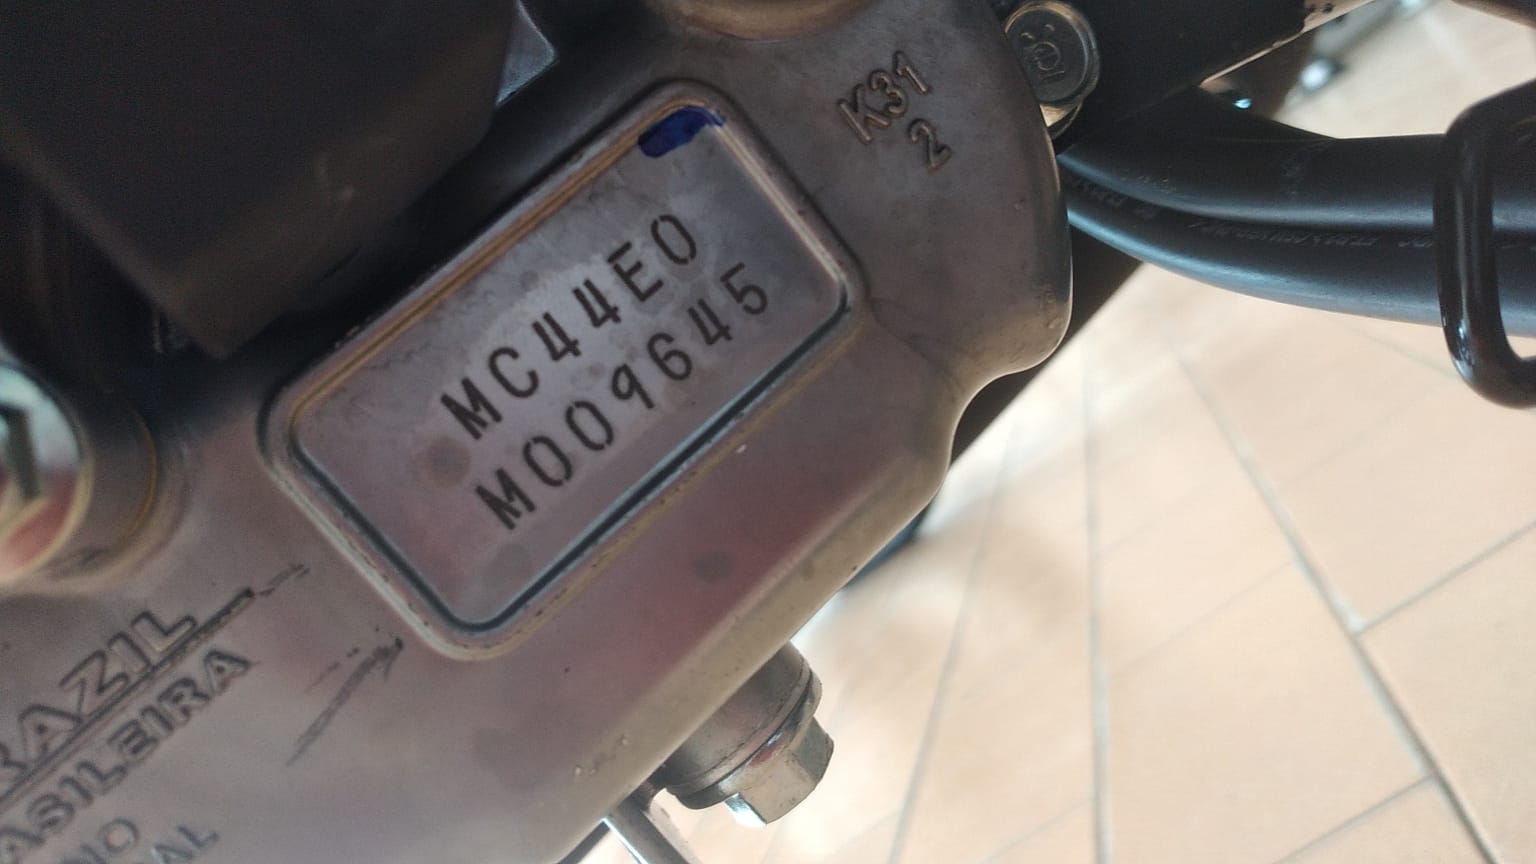 K31
2
MC44E0
M009645
RAZIL
ASILEIRA